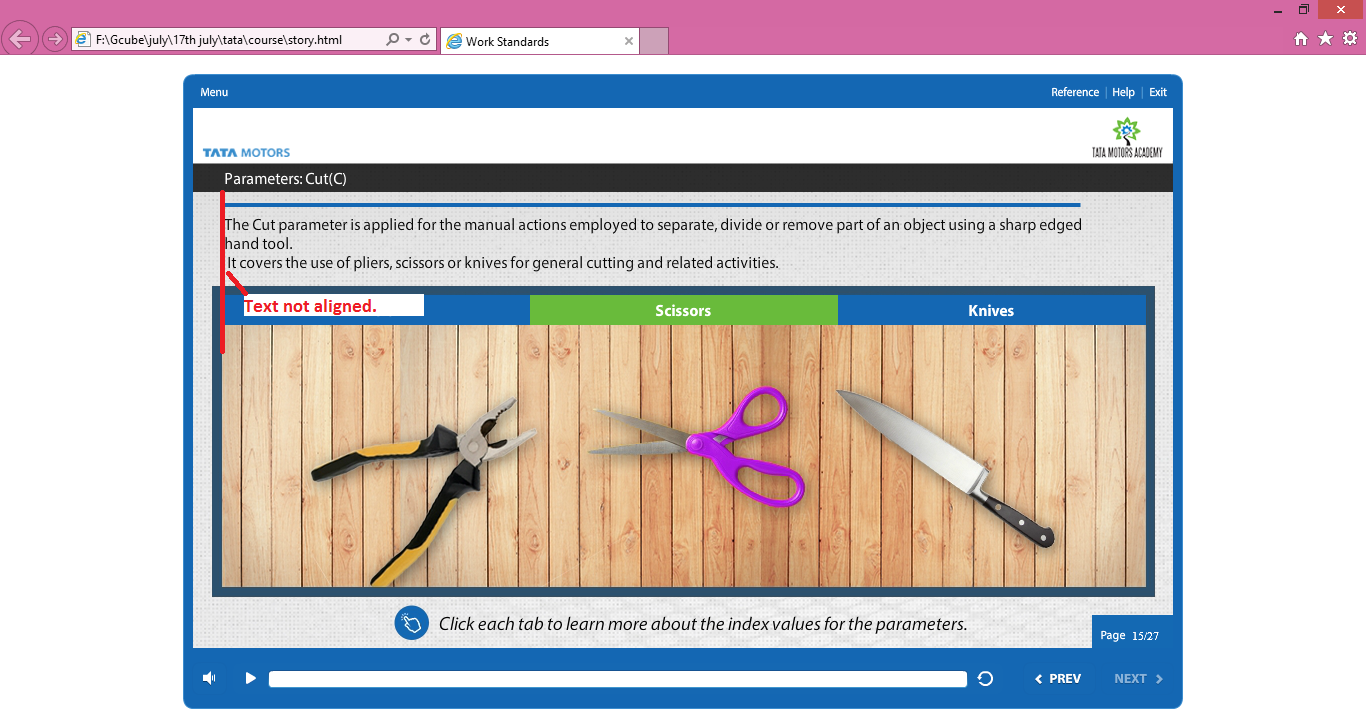 F:\Gcube\july\17th july\tata\course\story.html
Work Standards
Menu
Reference | Help | Exit
TATA MOTORS
TATA MOTORS ACADEMY
Parameters: Cut(C)
The Cut parameter is applied for the manual actions employed to separate, divide or remove part of an object using a sharp edged
hand tool.
It covers the use of pliers, scissors or knives for general cutting and related activities.
Text not aligned.
Scissors
Knives
Click each tab to learn more about the index values for the parameters.
Page 15/27
PREV
NEXT